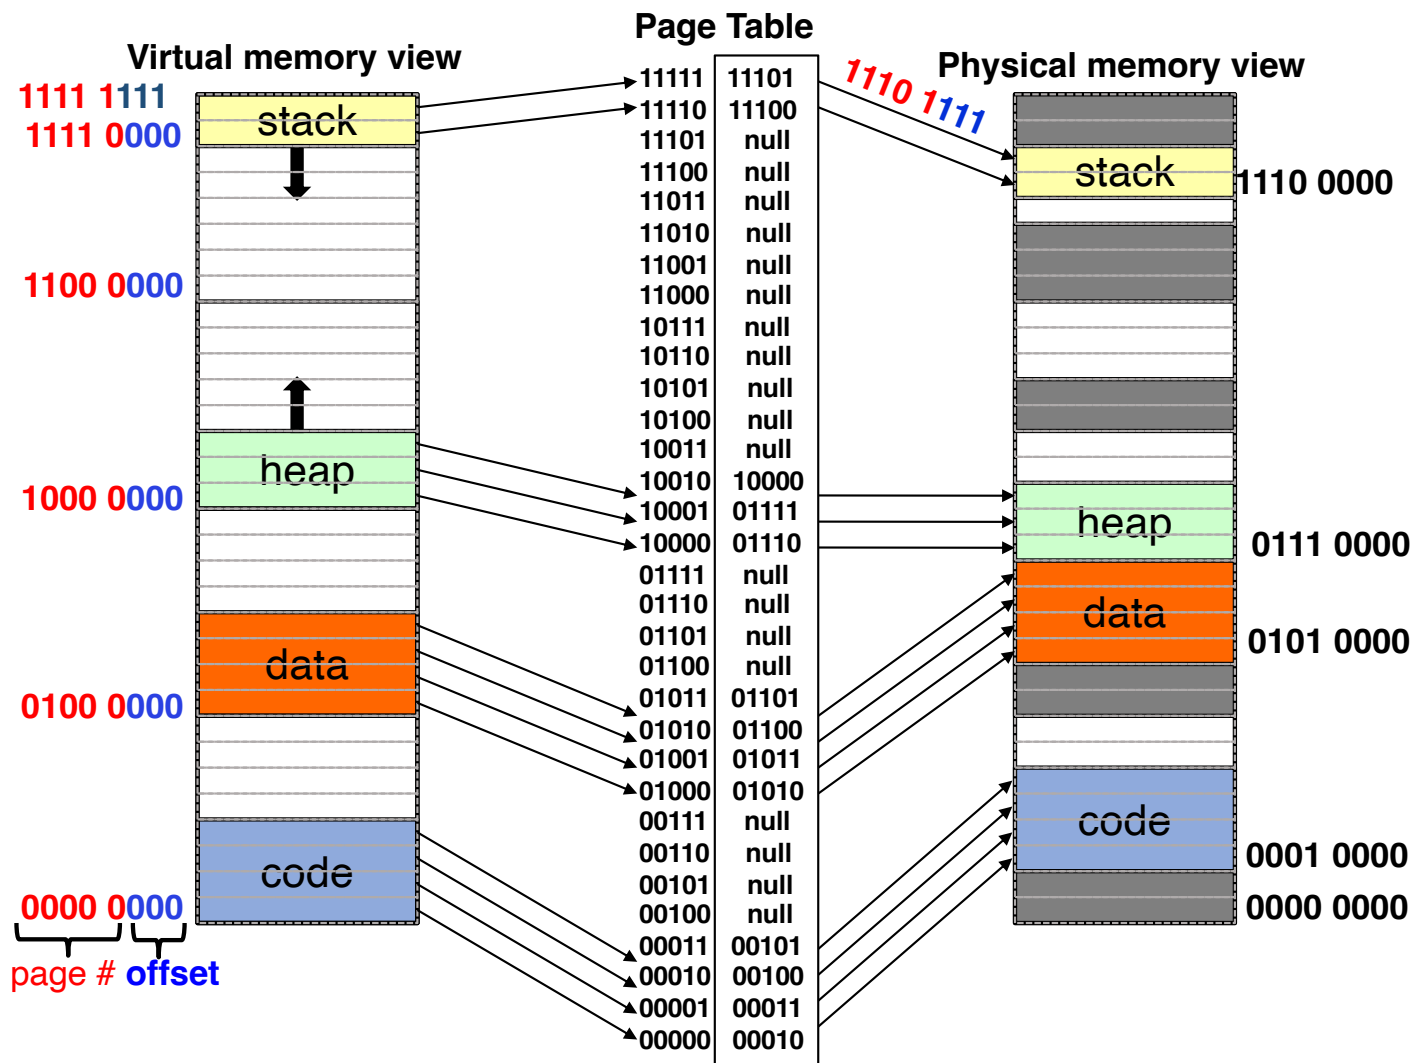 Page Table
Virtual memory view
Physical memory view
1111 1111
1111 0000
1100 0000
1000 0000
0100 0000
0000 0000
page # offset
stack
heap
data
code
11111 11101
11110 11100
11101 null
11100 null
11011 null
11010 null
11001 null
11000 null
10111 null
10110 null
10101 null
10100 null
10011 null
10010 10000
10001 01111
10000 01110
01111 null
01110 null
01101 null
01100 null
01011 01101
01010 01100
01001 01011
01000 01010
00111 null
00110 null
00101 null
00100 null
00011 00101
00010 00100
00001 00011
00000 00010
1110 1111
stack
heap
data
code
1110 0000
0111 0000
0101 0000
0001 0000
0000 0000